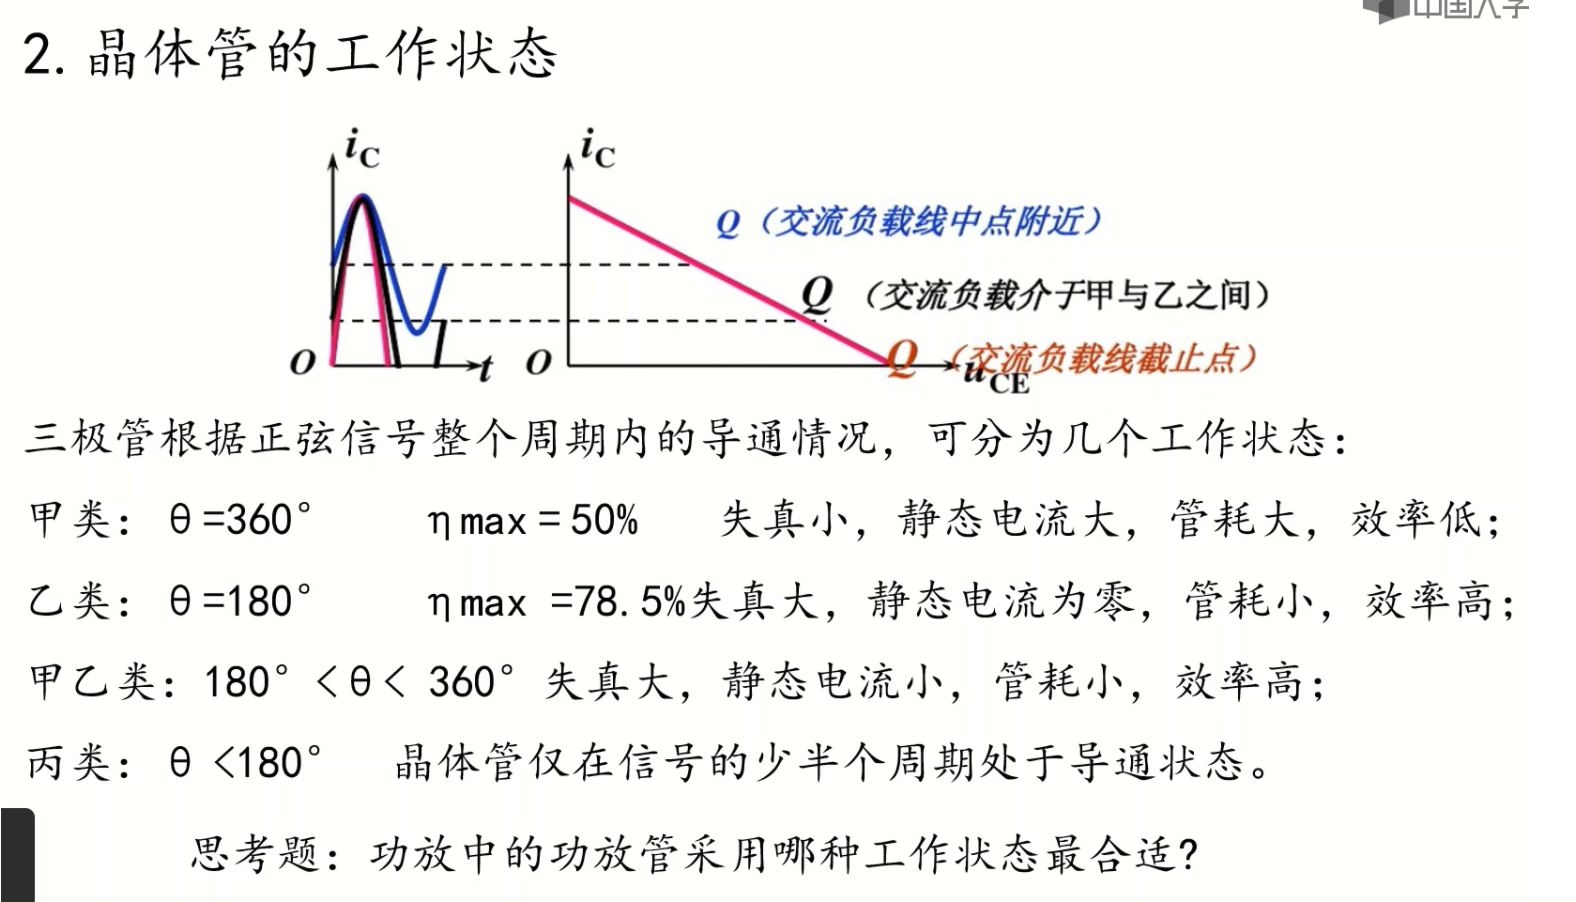 中国大学
2. 晶体管的工作状态
iC
iC
Q（交流负载线中点附近）
Q （交流负载介于甲与乙之间）
Q （交流负载线截止点）
O t O uCE
三极管根据正弦信号整个周期内的导通情况，可分为几个工作状态：
甲类： θ=360° ηmax = 50% 失真小，静态电流大，管耗大，效率低；
乙类： θ=180° ηmax =78.5%失真大，静态电流为零，管耗小，效率高；
甲乙类：180°＜θ＜ 360° 失真大，静态电流小，管耗小，效率高；
丙类： θ <180° 晶体管仅在信号的少半个周期处于导通状态。
思考题：功放中的功放管采用哪种工作状态最合适?